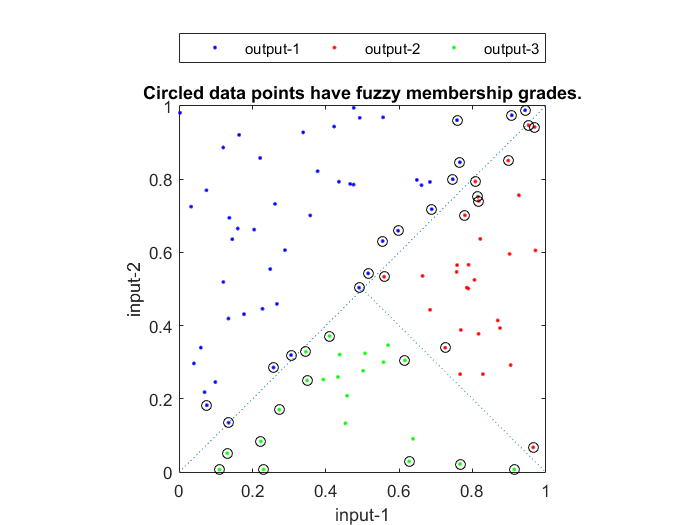 output-1 output-2 output-3
Circled data points have fuzzy membership grades.
1
0.8
0.6
0.4
0.2
0
input-2
0 0.2 0.4 0.6 0.8 1
input-1